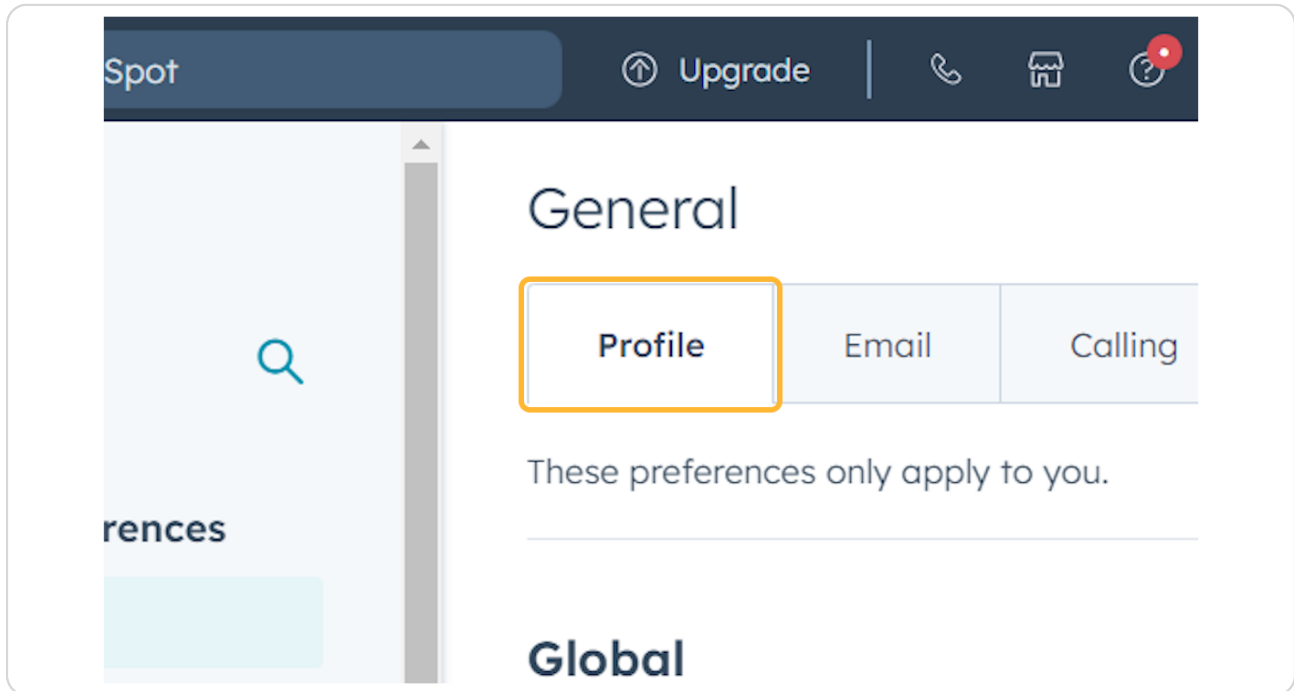 Spot
Upgrade
General
Profile
Email
Calling
These preferences only apply to you.
rences
Global